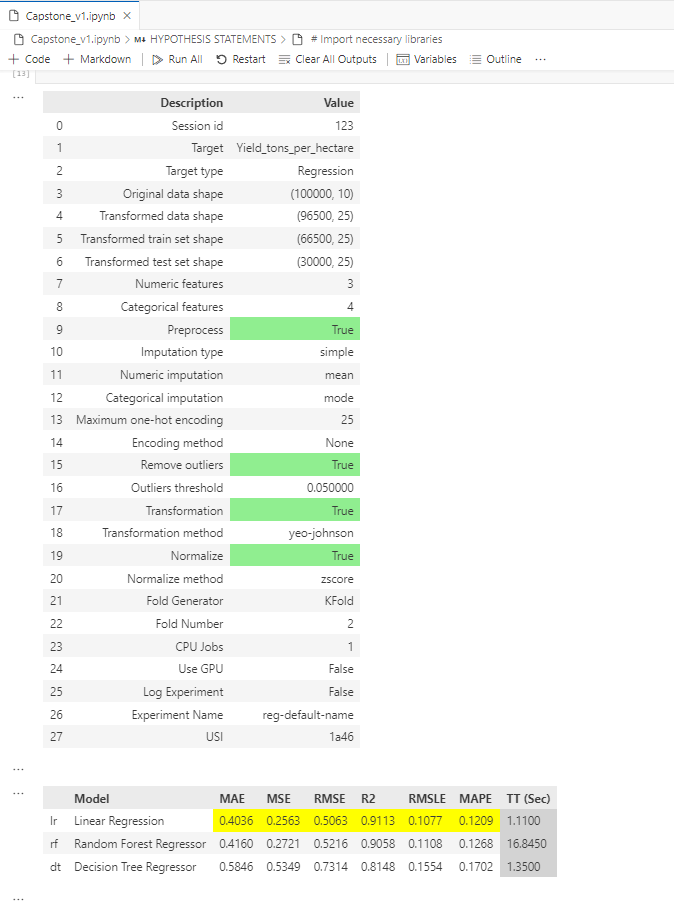 Capstone_v1.ipynb ×
Capstone_v1.ipynb > M↓ HYPOTHESIS STATEMENTS > # Import necessary libraries
+ Code + Markdown | Run All Restart Clear All Outputs | Variables Outline ...
[13]
...
Description Value
0 Session id 123
1 Target Yield_tons_per_hectare
2 Target type Regression
3 Original data shape (100000, 10)
4 Transformed data shape (96500, 25)
5 Transformed train set shape (66500, 25)
6 Transformed test set shape (30000, 25)
7 Numeric features 3
8 Categorical features 4
9 Preprocess True
10 Imputation type simple
11 Numeric imputation mean
12 Categorical imputation mode
13 Maximum one-hot encoding 25
14 Encoding method None
15 Remove outliers True
16 Outliers threshold 0.050000
17 Transformation True
18 Transformation method yeo-johnson
19 Normalize True
20 Normalize method zscore
21 Fold Generator KFold
22 Fold Number 2
23 CPU Jobs 1
24 Use GPU False
25 Log Experiment False
26 Experiment Name reg-default-name
27 USI 1a46
...
...
Model MAE MSE RMSE R2 RMSLE MAPE TT (Sec)
lr Linear Regression 0.4036 0.2563 0.5063 0.9113 0.1077 0.1209 1.1100
rf Random Forest Regressor 0.4160 0.2721 0.5216 0.9058 0.1108 0.1268 16.8450
dt Decision Tree Regressor 0.5846 0.5349 0.7314 0.8148 0.1554 0.1702 1.3500
...